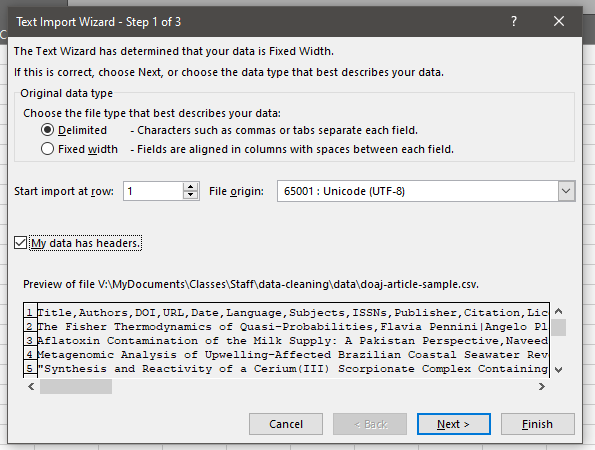 Text Import Wizard - Step 1 of 3
The Text Wizard has determined that your data is Fixed Width.
If this is correct, choose Next, or choose the data type that best describes your data.
Original data type
Choose the file type that best describes your data:
Delimited - Characters such as commas or tabs separate each field.
Fixed width - Fields are aligned in columns with spaces between each field.
Start import at row: 1 File origin: 65001 : Unicode (UTF-8)
My data has headers.
Preview of file V:\MyDocuments\Classes\Staff\data-cleaning\data\doaj-article-sample.csv.
1 Title,Authors,DOI,URL,Date,Language,Subjects,ISSNs,Publisher,Citation,Lic
2 The Fisher Thermodynamics of Quasi-Probabilities,Flavia Pennini|Angelo Pl
3 Aflatoxin Contamination of the Milk Supply: A Pakistan Perspective,Naveed
4 Metagenomic Analysis of Upwelling-Affected Brazilian Coastal Seawater Rev
5 "Synthesis and Reactivity of a Cerium(III) Scorpionate Complex Containing
Cancel < Back Next > Finish